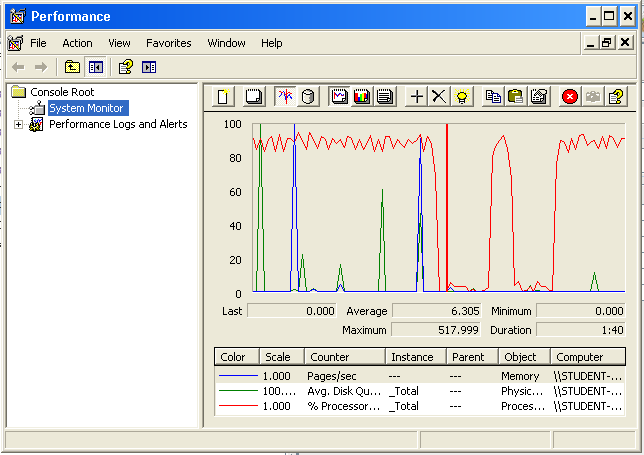 Performance
File Action View Favorites Window Help
Console Root
System Monitor
Performance Logs and Alerts
100
80
60
40
20
0
Last 0.000 Average 6.305 Minimum 0.000
Maximum 517.999 Duration 1:40
Color Scale Counter Instance Parent Object Computer
1.000 Pages/sec --- --- Memory \\STUDENT-...
100.... Avg. Disk Qu... _Total --- Physic... \\STUDENT-...
1.000 % Processor... _Total --- Proces... \\STUDENT-...